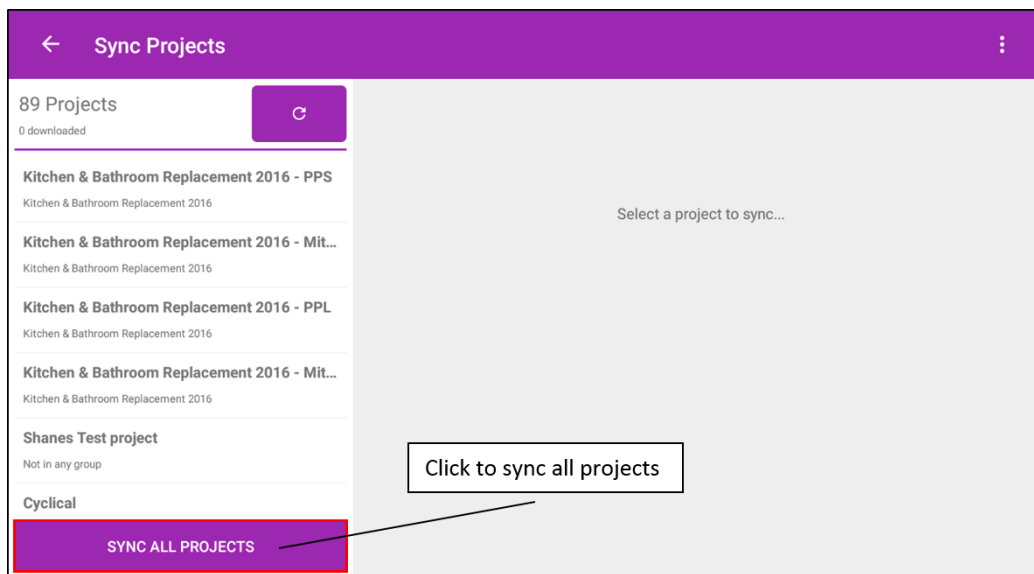 Sync Projects
89 Projects
0 downloaded
Kitchen & Bathroom Replacement 2016 - PPS
Kitchen & Bathroom Replacement 2016
Kitchen & Bathroom Replacement 2016 - Mit...
Kitchen & Bathroom Replacement 2016
Kitchen & Bathroom Replacement 2016 - PPL
Kitchen & Bathroom Replacement 2016
Kitchen & Bathroom Replacement 2016 - Mit...
Kitchen & Bathroom Replacement 2016
Shanes Test project
Not in any group
Cyclical
SYNC ALL PROJECTS
Select a project to sync...
Click to sync all projects